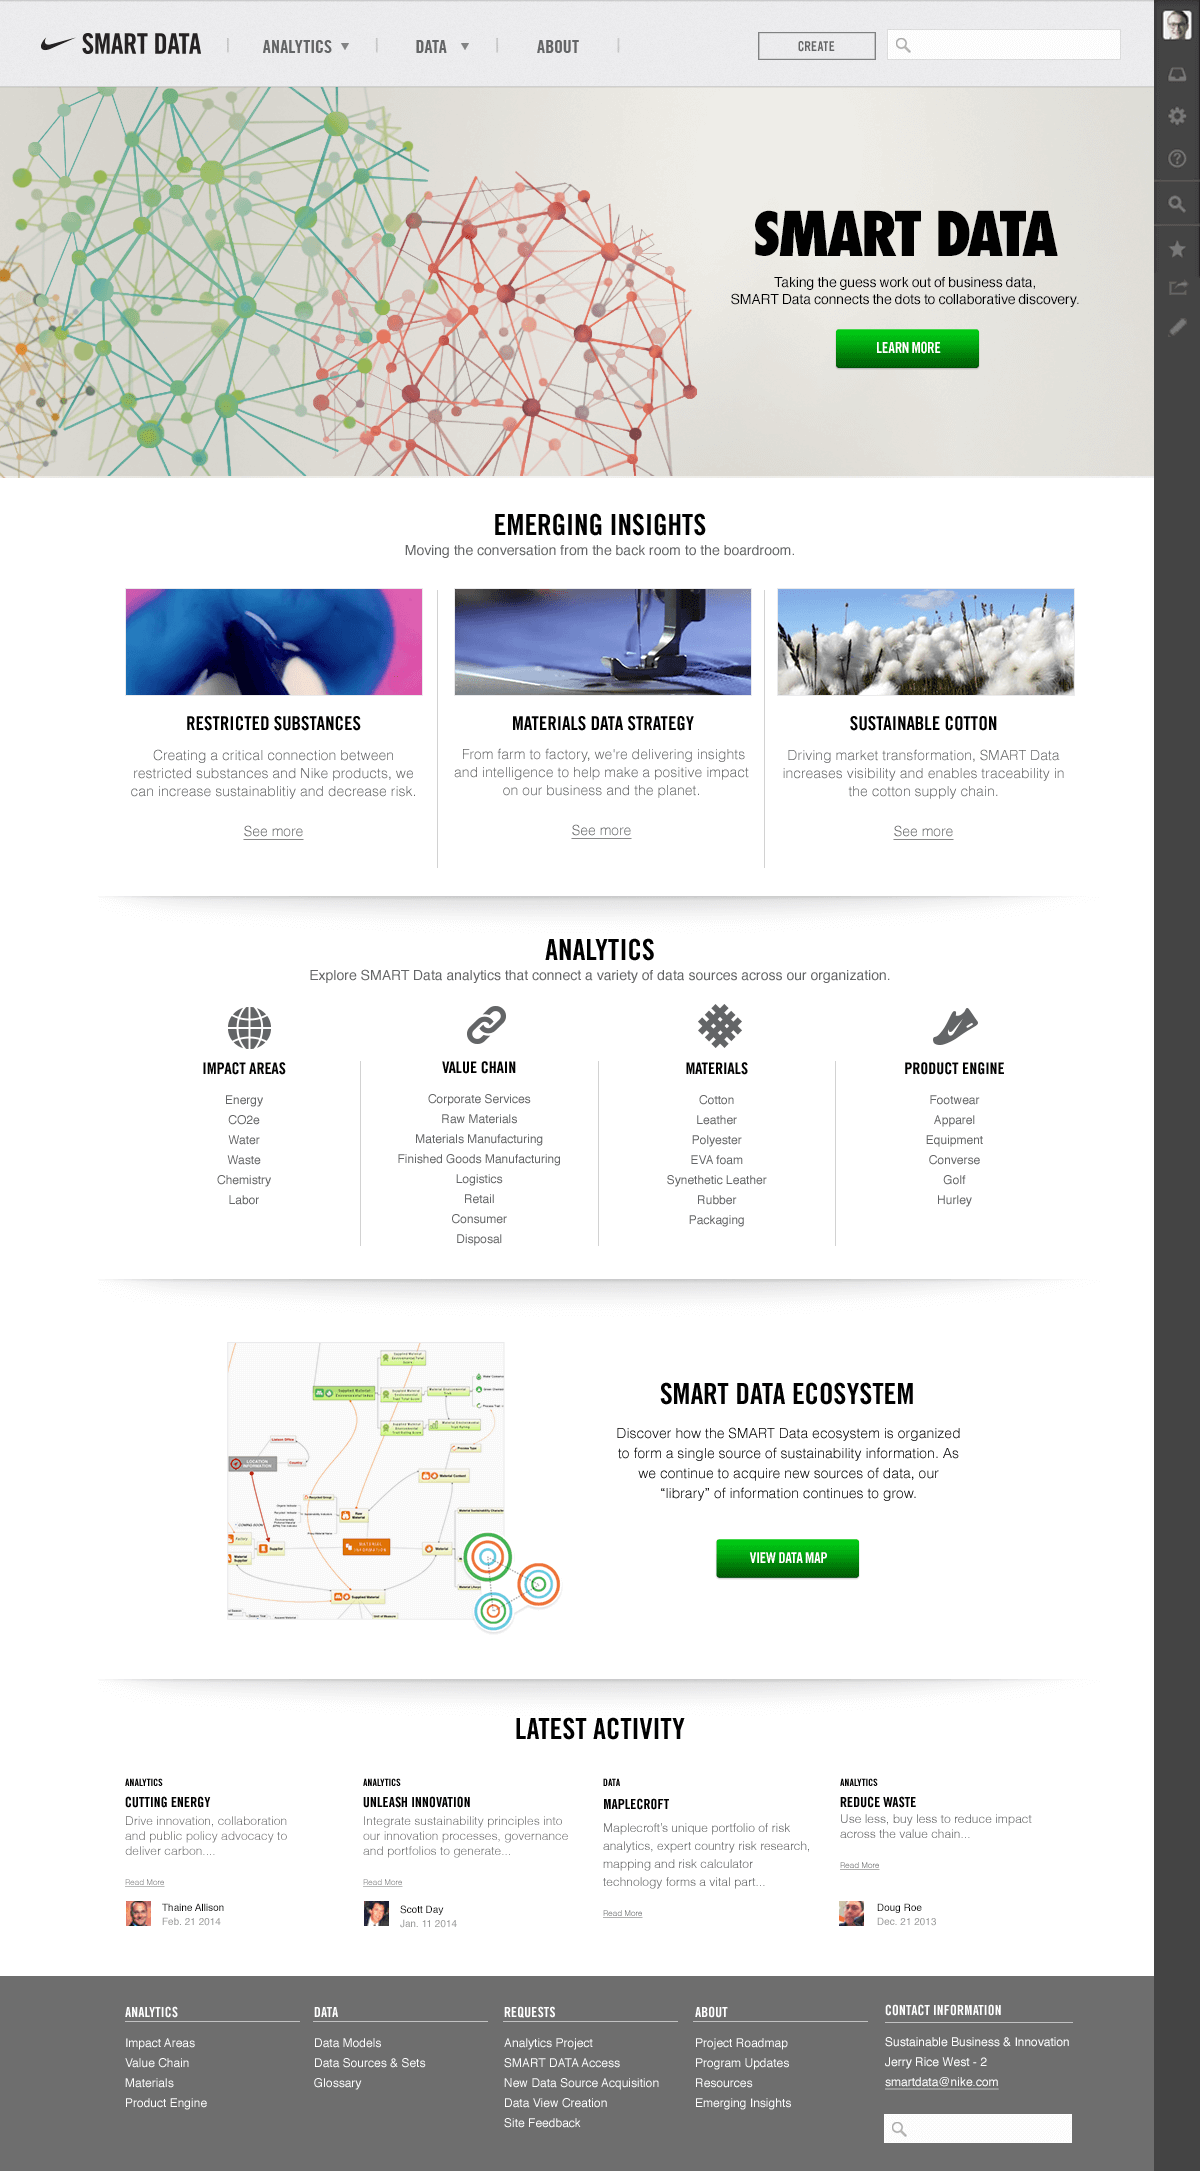 SMART DATA
ANALYTICS ▼
DATA ▼
ABOUT
CREATE
SMART DATA
Taking the guess work out of business data,
SMART Data connects the dots to collaborative discovery.
LEARN MORE
EMERGING INSIGHTS
Moving the conversation from the back room to the boardroom.
RESTRICTED SUBSTANCES
Creating a critical connection between
restricted substances and Nike products, we
can increase sustainablitiy and decrease risk.
See more
MATERIALS DATA STRATEGY
From farm to factory, we're delivering insights
and intelligence to help make a positive impact
on our business and the planet.
See more
SUSTAINABLE COTTON
Driving market transformation, SMART Data
increases visibility and enables traceability in
the cotton supply chain.
See more
ANALYTICS
Explore SMART Data analytics that connect a variety of data sources across our organization.
IMPACT AREAS
Energy
CO2e
Water
Waste
Chemistry
Labor
VALUE CHAIN
Corporate Services
Raw Materials
Materials Manufacturing
Finished Goods Manufacturing
Logistics
Retail
Consumer
Disposal
MATERIALS
Cotton
Leather
Polyester
EVA foam
Synethetic Leather
Rubber
Packaging
PRODUCT ENGINE
Footwear
Apparel
Equipment
Converse
Golf
Hurley
LOCATION
INFORMATION
Country
Process Type
Material Content
Raw
Material
Supplier
MATERIAL
INFORMATION
Material
Material
Supplier
Supplied Material
SMART DATA ECOSYSTEM
Discover how the SMART Data ecosystem is organized
to form a single source of sustainability information. As
we continue to acquire new sources of data, our
“library” of information continues to grow.
VIEW DATA MAP
LATEST ACTIVITY
ANALYTICS
CUTTING ENERGY
Drive innovation, collaboration
and public policy advocacy to
deliver carbon....
Read More
Thaine Allison
Feb. 21 2014
ANALYTICS
UNLEASH INNOVATION
Integrate sustainability principles into
our innovation processes, governance
and portfolios to generate...
Read More
Scott Day
Jan. 11 2014
DATA
MAPLECROFT
Maplecroft's unique portfolio of risk
analytics, expert country risk research,
mapping and risk calculator
technology forms a vital part...
Read More
ANALYTICS
REDUCE WASTE
Use less, buy less to reduce impact
across the value chain...
Read More
Doug Roe
Dec. 21 2013
ANALYTICS
Impact Areas
Value Chain
Materials
Product Engine
DATA
Data Models
Data Sources & Sets
Glossary
REQUESTS
Analytics Project
SMART DATA Access
New Data Source Acquisition
Data View Creation
Site Feedback
ABOUT
Project Roadmap
Program Updates
Resources
Emerging Insights
CONTACT INFORMATION
Sustainable Business & Innovation
Jerry Rice West - 2
smartdata@nike.com